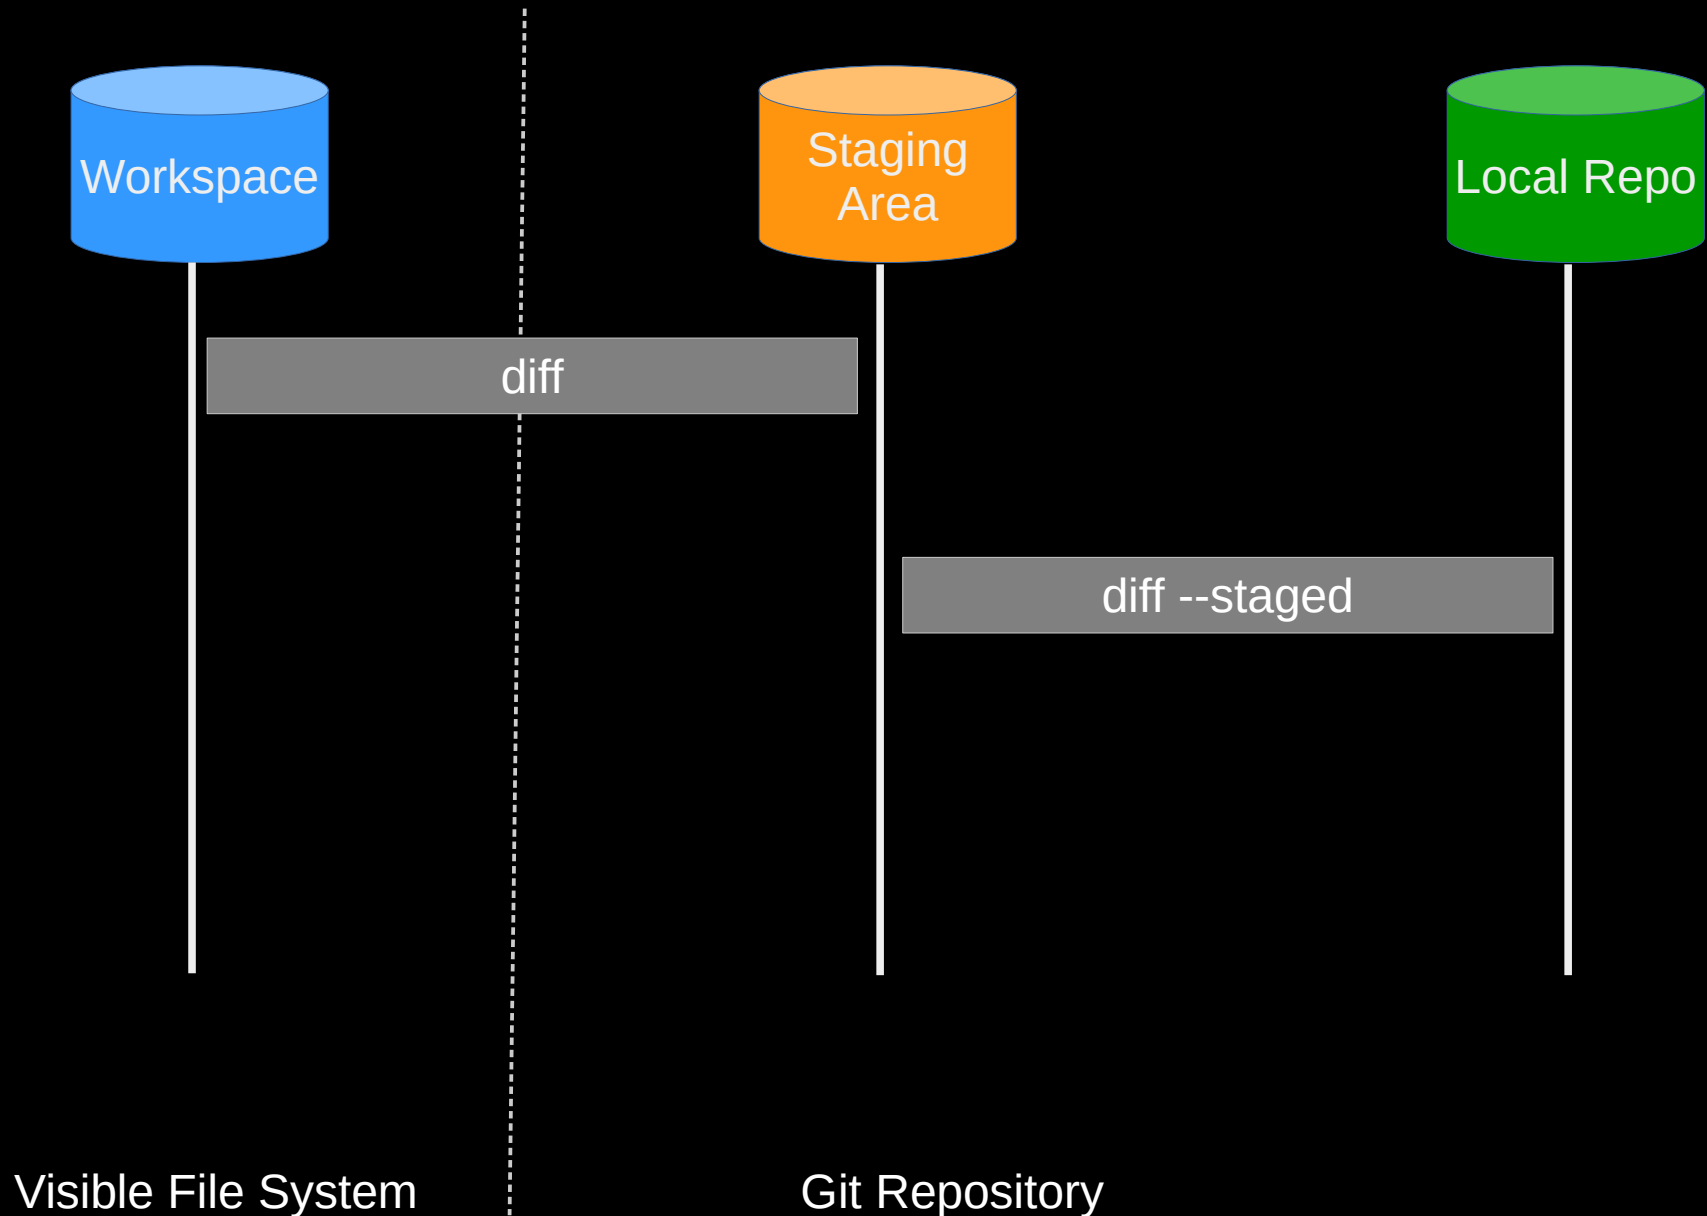 Workspace
Staging
Area
Local Repo
diff
diff --staged
Visible File System
Git Repository